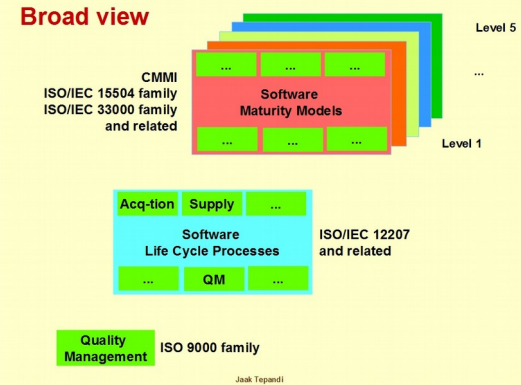 Broad view
Level 5
...
Level 1
CMMI
ISO/IEC 15504 family
ISO/IEC 33000 family
and related
... ... ...
Software
Maturity Models
... ... ...
Acq-tion Supply ...
Software
Life Cycle Processes
... QM ...
ISO/IEC 12207
and related
Quality
Management
ISO 9000 family
Jaak Tepandi